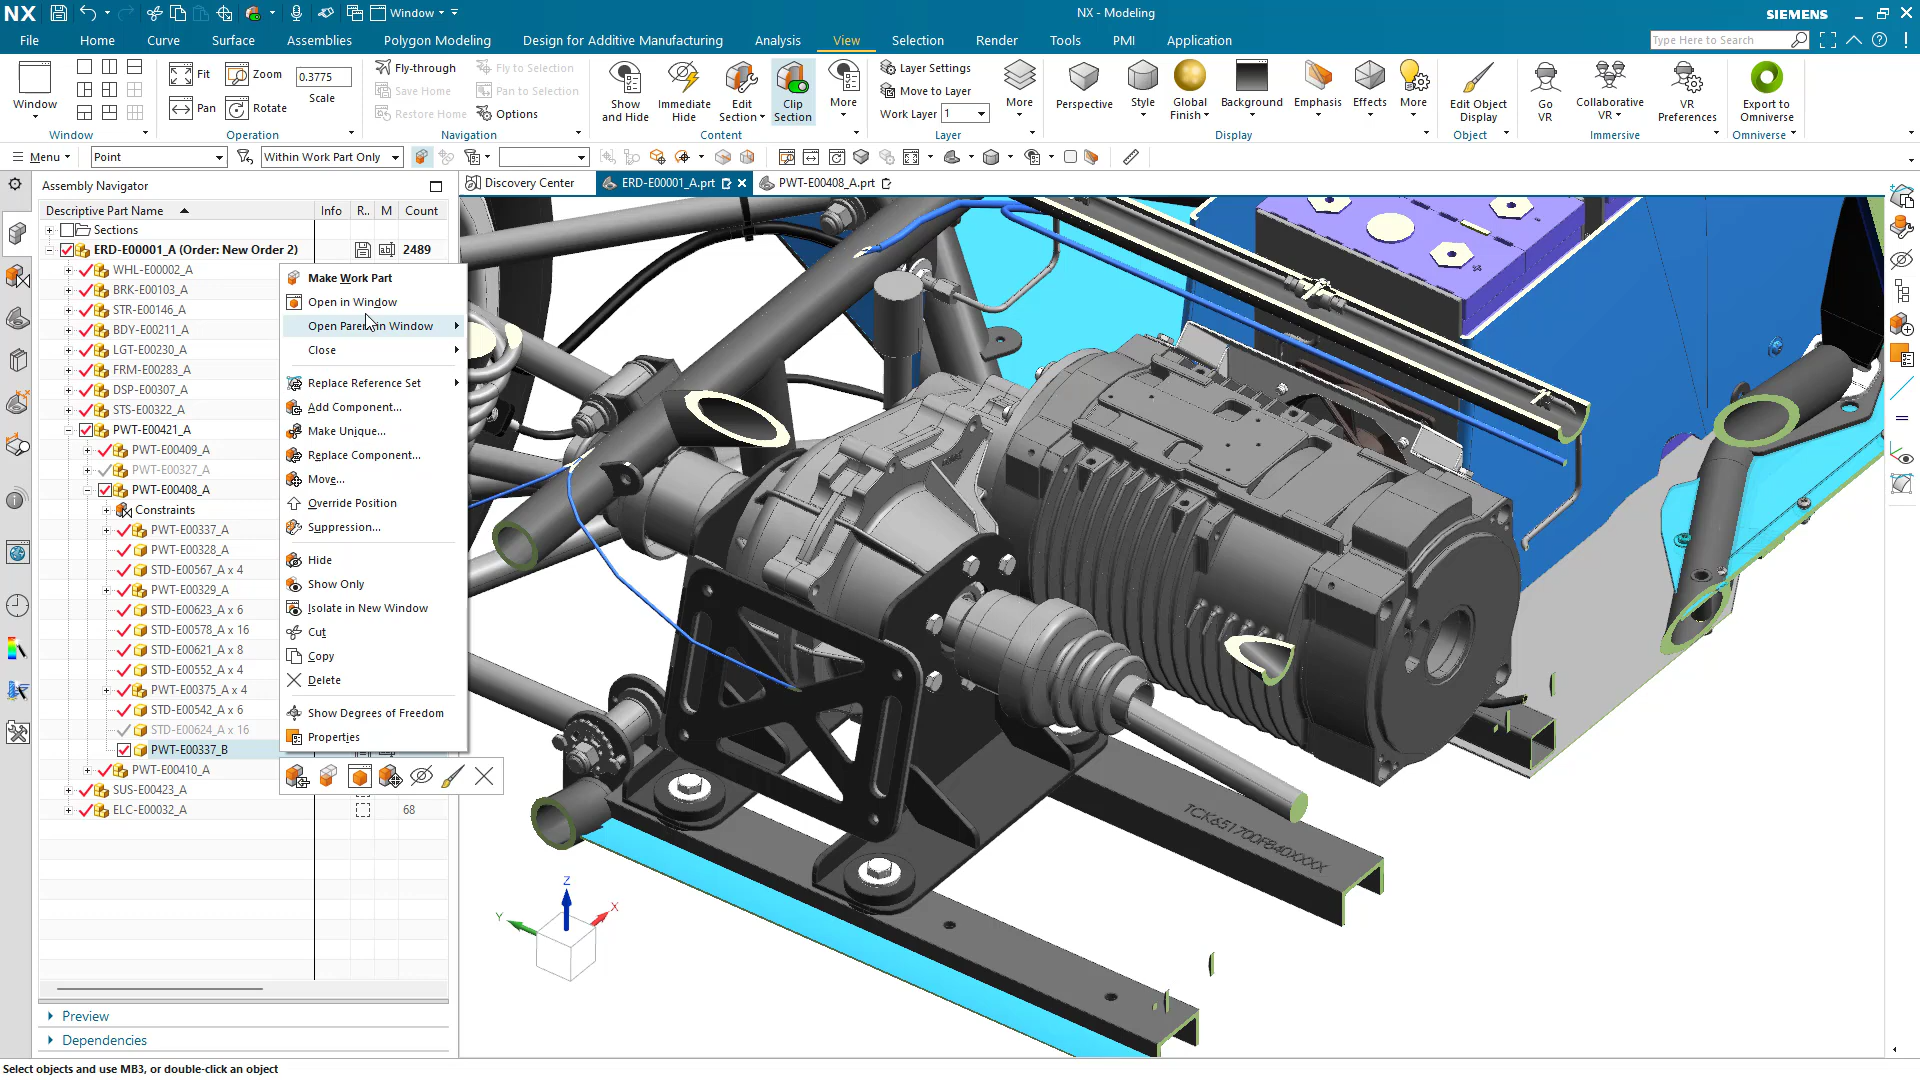 NX
Window
NX - Modeling
SIEMENS
File
Home
Curve
Surface
Assemblies
Polygon Modeling
Design for Additive Manufacturing
Analysis
View
Selection
Render
Tools
PMI
Application
Type Here to Search
Window
Fit
Zoom
0.3775
Pan
Rotate
Scale
Fly-through
Save Home
Restore Home
Fly to Selection
Pan to Selection
Options
Show and Hide
Immediate Hide
Edit Section
Clip Section
More
Layer Settings
Move to Layer
Work Layer 1
More
Perspective
Style
Global Finish
Background
Emphasis
Effects
More
Edit Object Display
Go VR
Collaborative VR
VR Preferences
Export to Omniverse
Window
Operation
Navigation
Content
Layer
Display
Object
Immersive
Omniverse
Menu
Point
Within Work Part Only
Assembly Navigator
Discovery Center
ERD-E00001_A.prt
PWT-E00408_A.prt
Descriptive Part Name
Info
R..
M
Count
Sections
ERD-E00001_A (Order: New Order 2)
2489
WHL-E00002_A
BRK-E00103_A
STR-E00146_A
BDY-E00211_A
LGT-E00230_A
FRM-E00283_A
DSP-E00307_A
STS-E00322_A
PWT-E00421_A
PWT-E00409_A
PWT-E00327_A
PWT-E00408_A
Constraints
PWT-E00337_A
PWT-E00328_A
STD-E00567_A x 4
PWT-E00329_A
STD-E00623_A x 6
STD-E00578_A x 16
STD-E00621_A x 8
STD-E00552_A x 4
PWT-E00375_A x 4
STD-E00542_A x 6
STD-E00624_A x 16
PWT-E00337_B
PWT-E00410_A
SUS-E00423_A
ELC-E00032_A
68
Make Work Part
Open in Window
Open Parent in Window
Close
Replace Reference Set
Add Component...
Make Unique...
Replace Component...
Move...
Override Position
Suppression...
Hide
Show Only
Isolate in New Window
Cut
Copy
Delete
Show Degrees of Freedom
Properties
TCK651700F840XXXX
Z
Y
X
Preview
Dependencies
Select objects and use MB3, or double-click an object